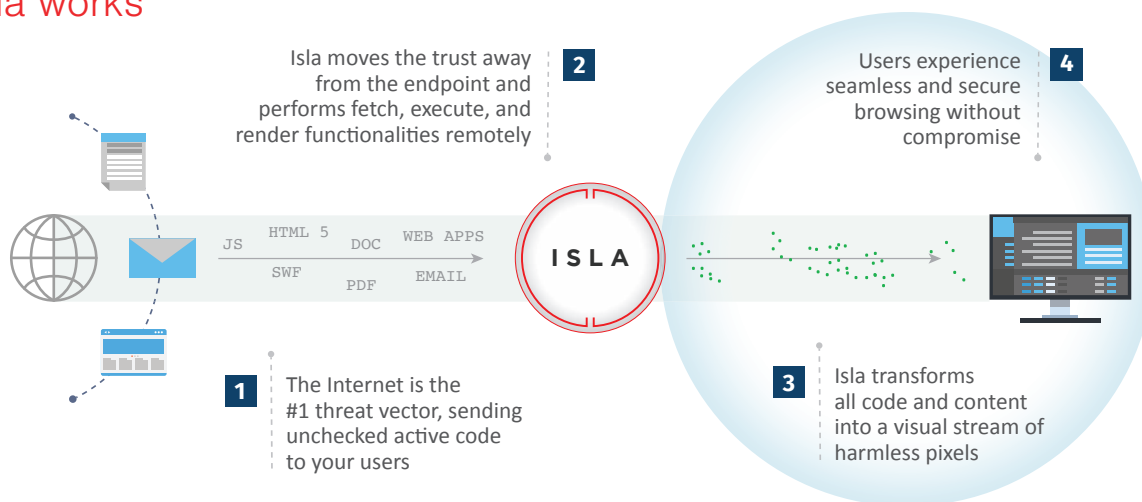 la works
Isla moves the trust away
from the endpoint and
performs fetch, execute, and
render functionalities remotely
2
Users experience
seamless and secure
browsing without
compromise
4
JS
HTML 5
DOC
WEB APPS
SWF
PDF
EMAIL
ISLA
1
The Internet is the
#1 threat vector, sending
unchecked active code
to your users
3
Isla transforms
all code and content
into a visual stream of
harmless pixels